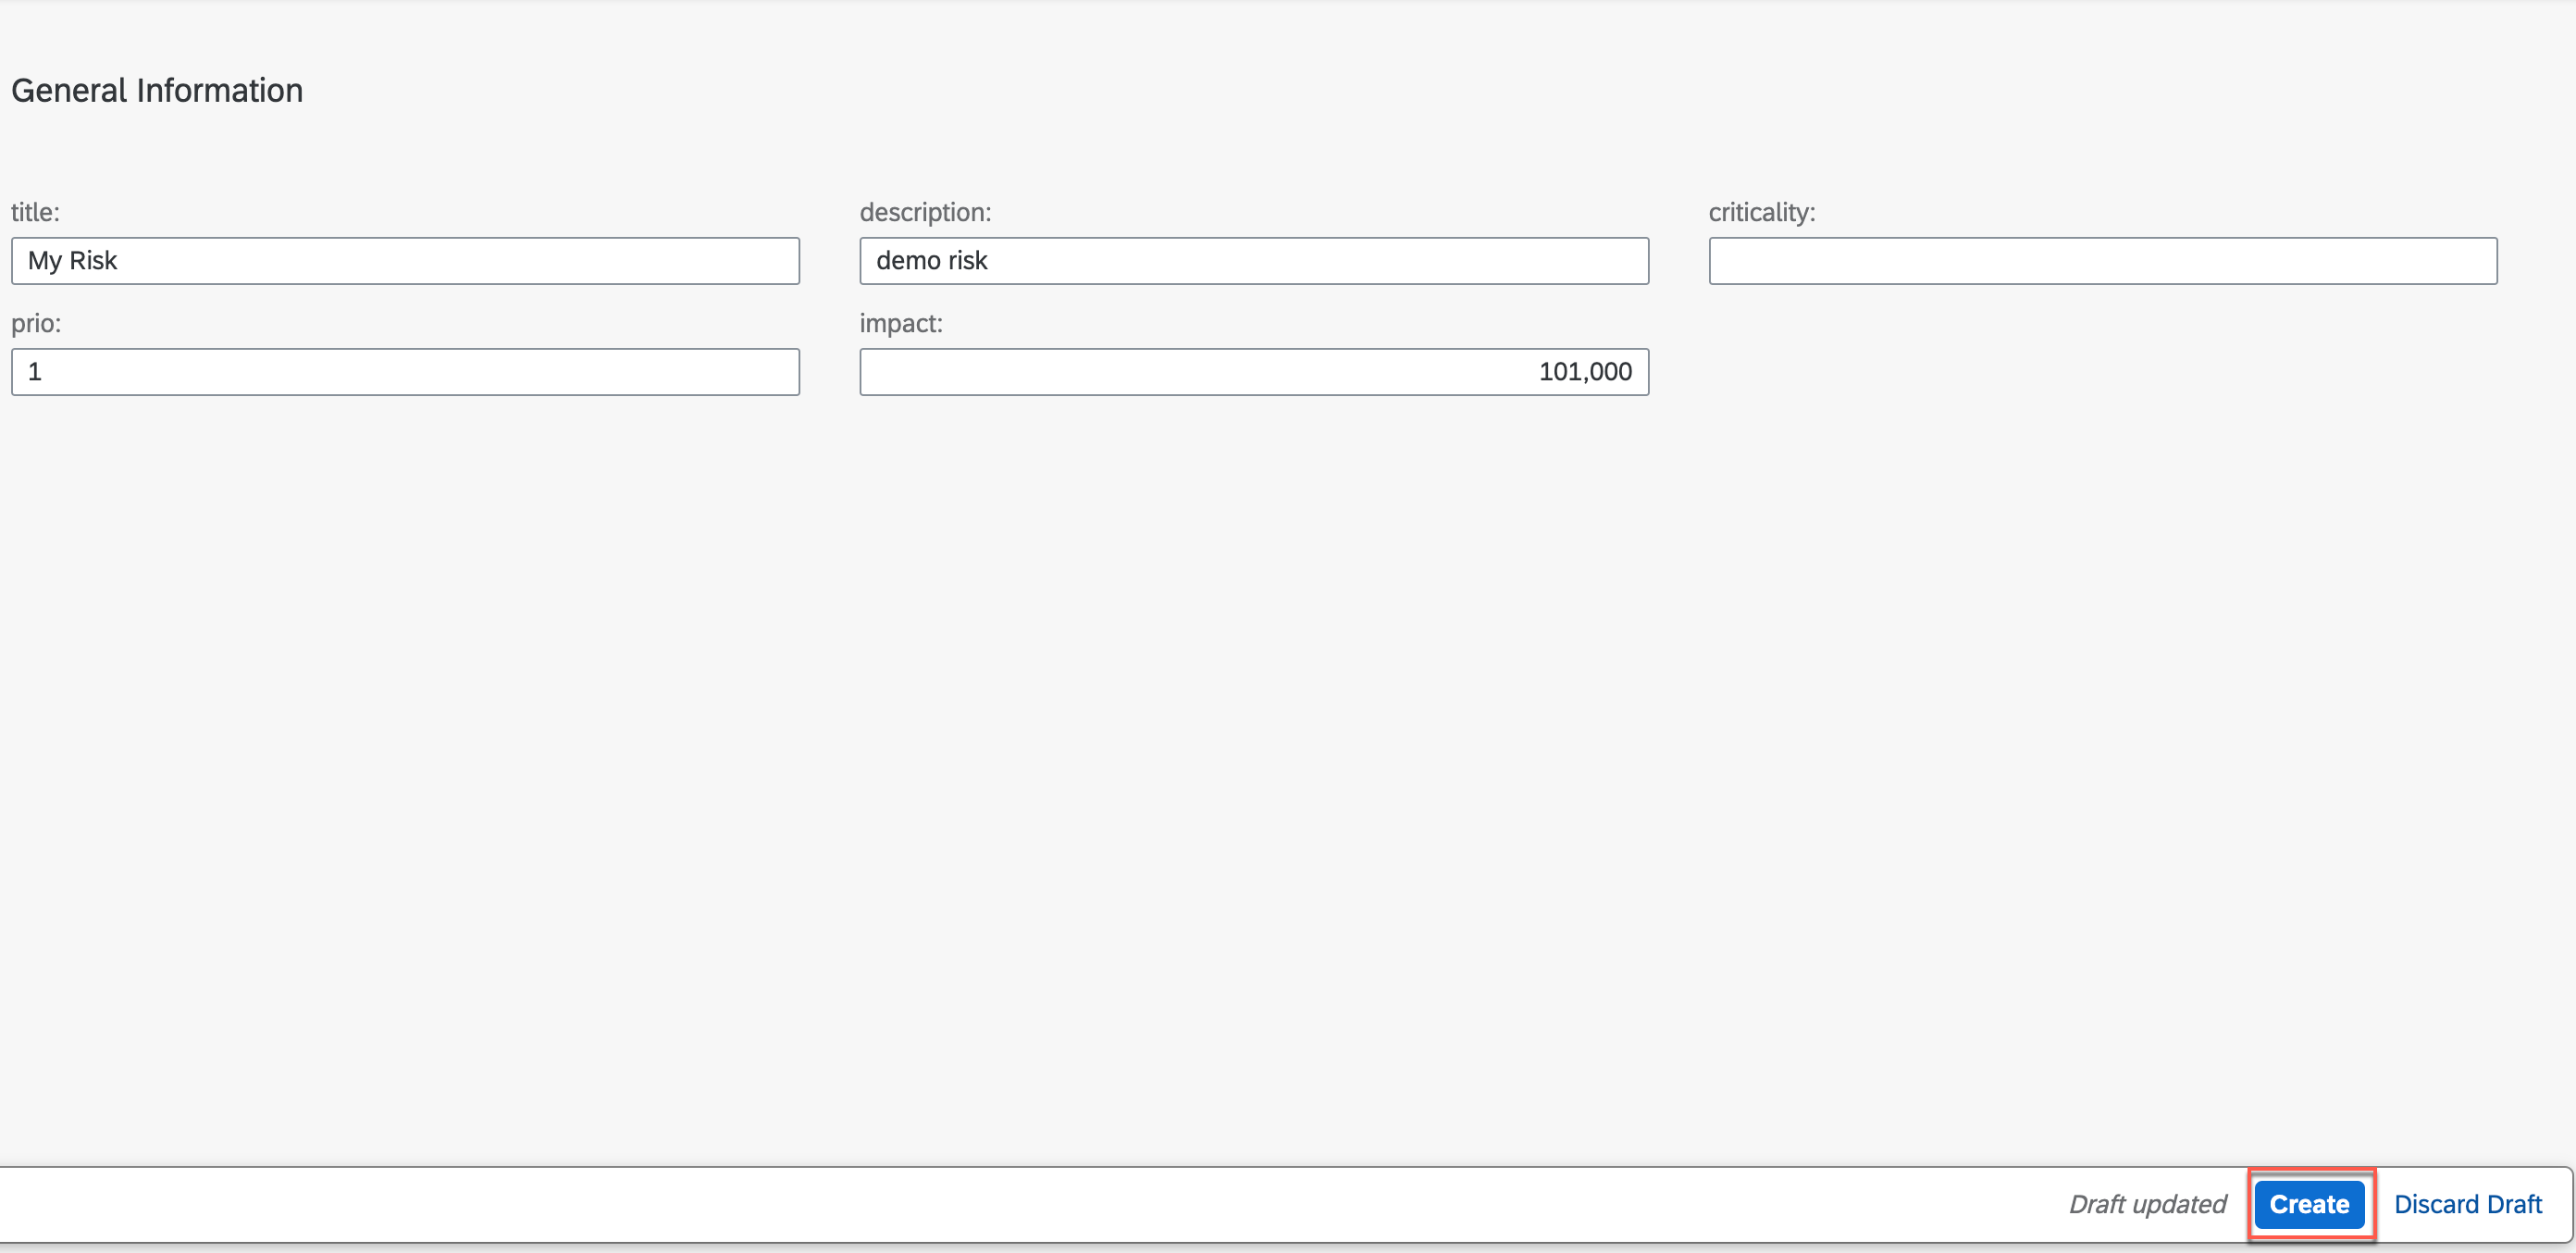 General Information
title: description: criticality:
My Risk demo risk
prio: impact:
1 101,000
Draft updated Create Discard Draft